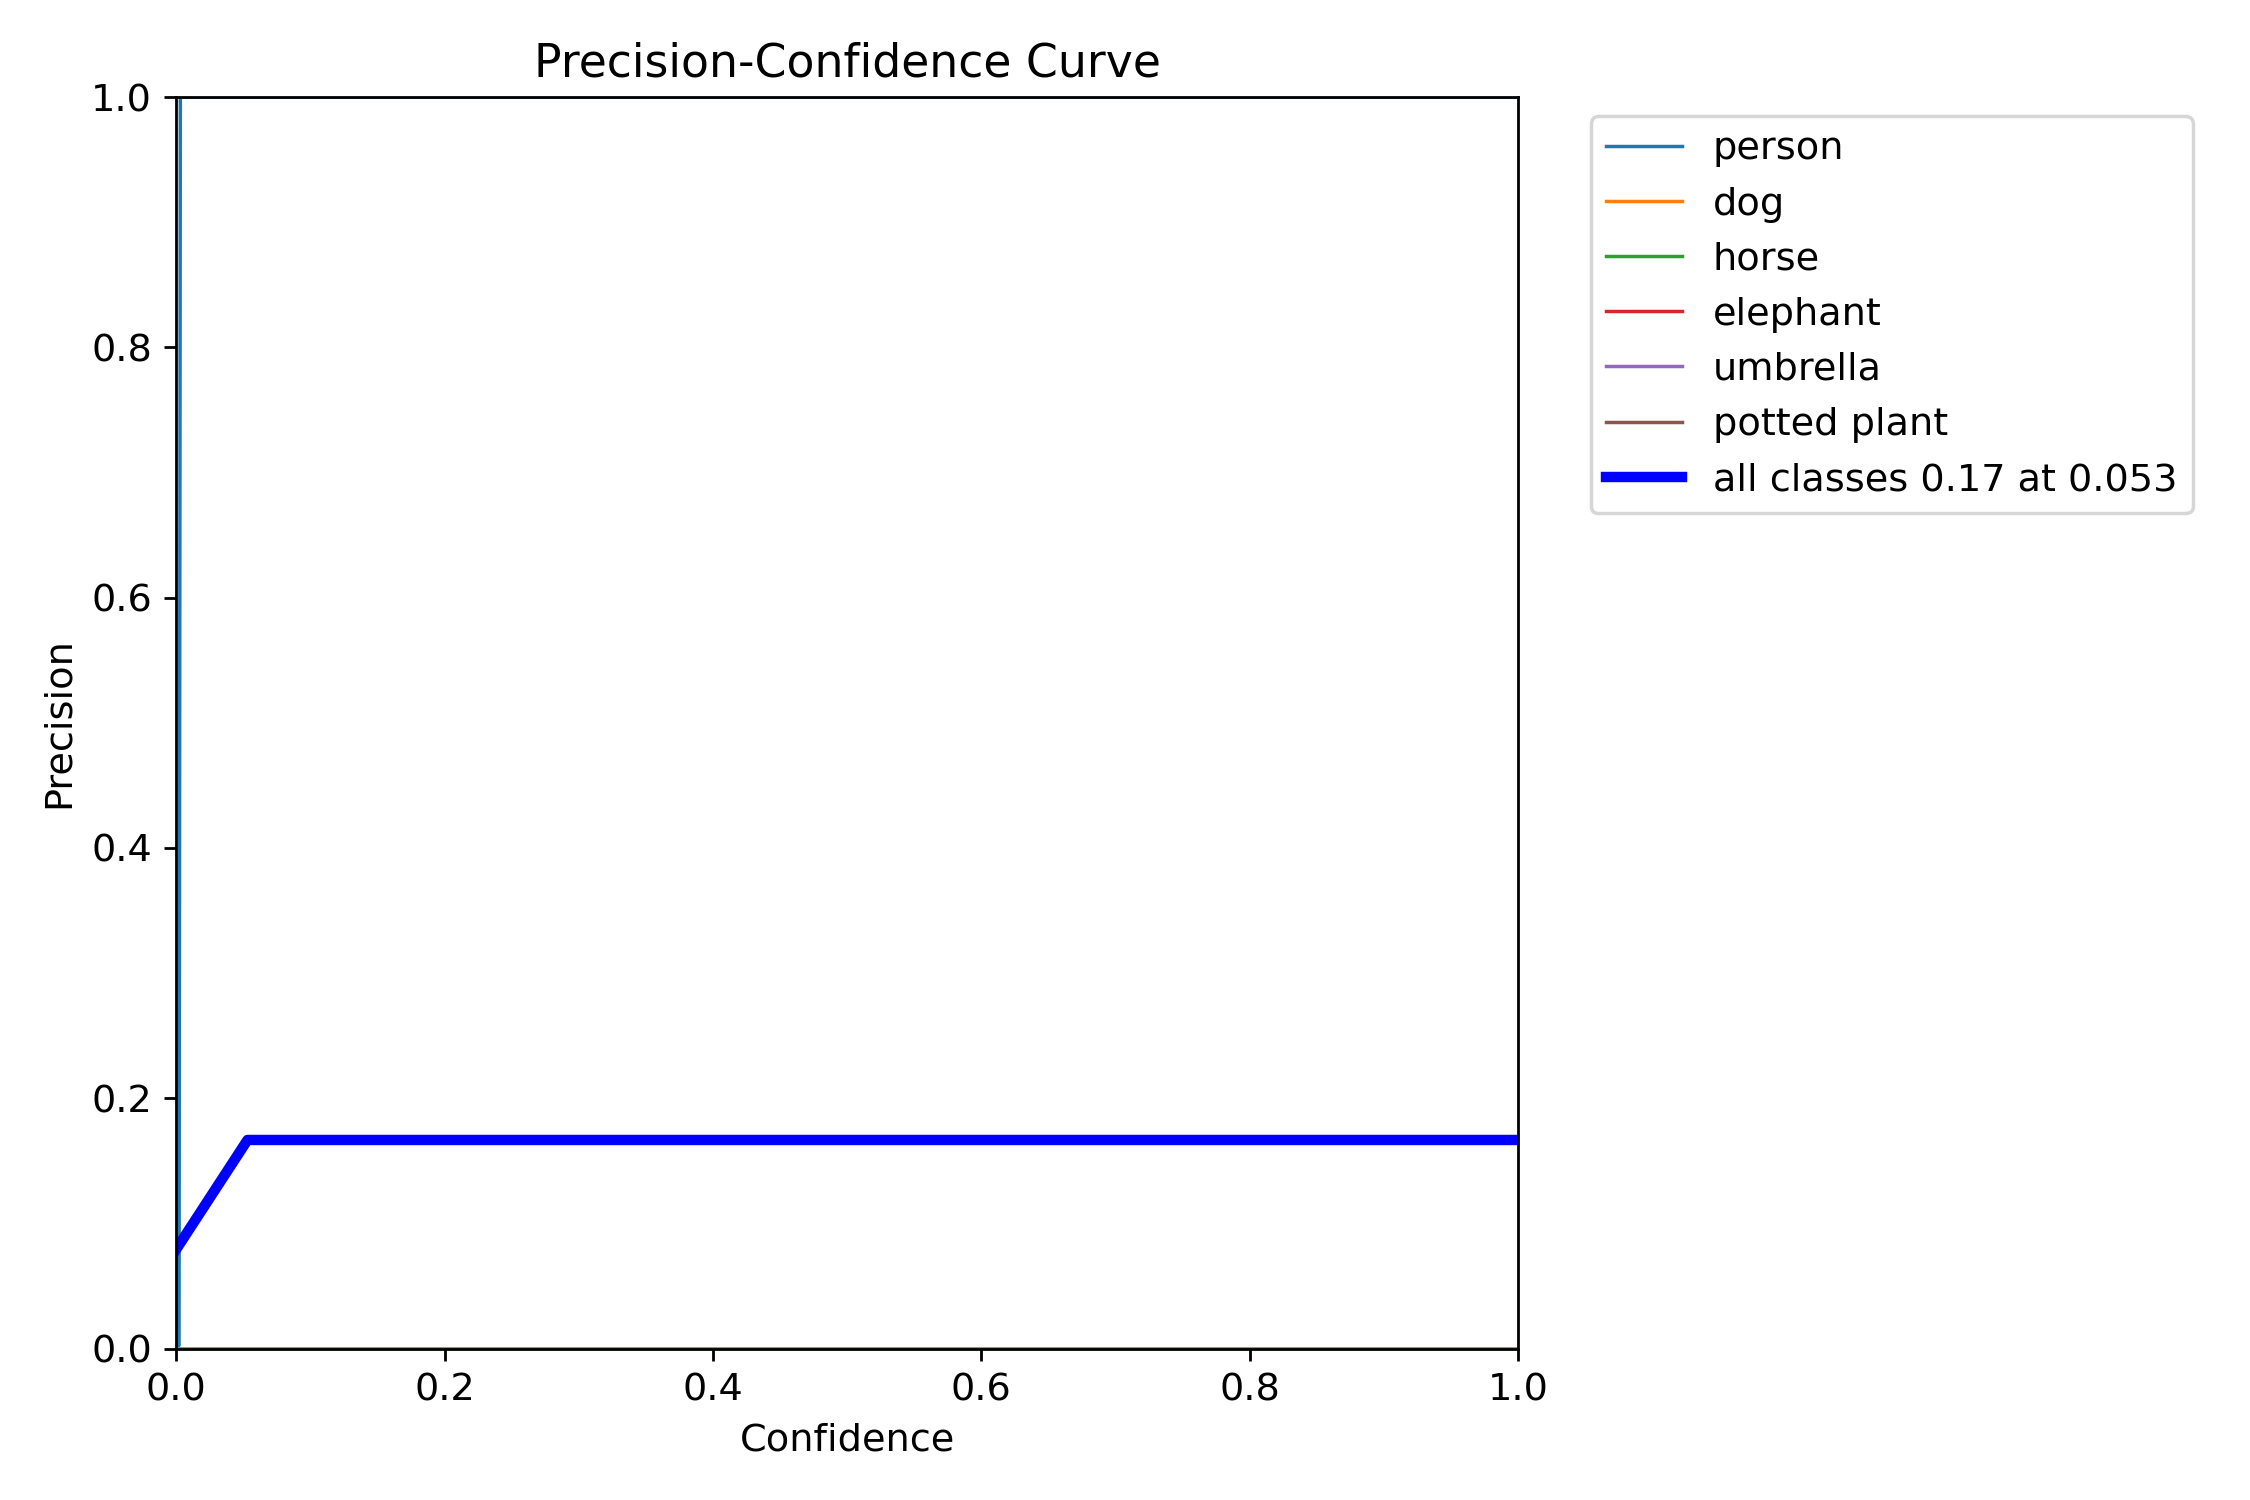 Precision-Confidence Curve
1.0
0.8
0.6
0.4
0.2
0.0
Precision
0.0 0.2 0.4 0.6 0.8 1.0
Confidence
person
dog
horse
elephant
umbrella
potted plant
all classes 0.17 at 0.053